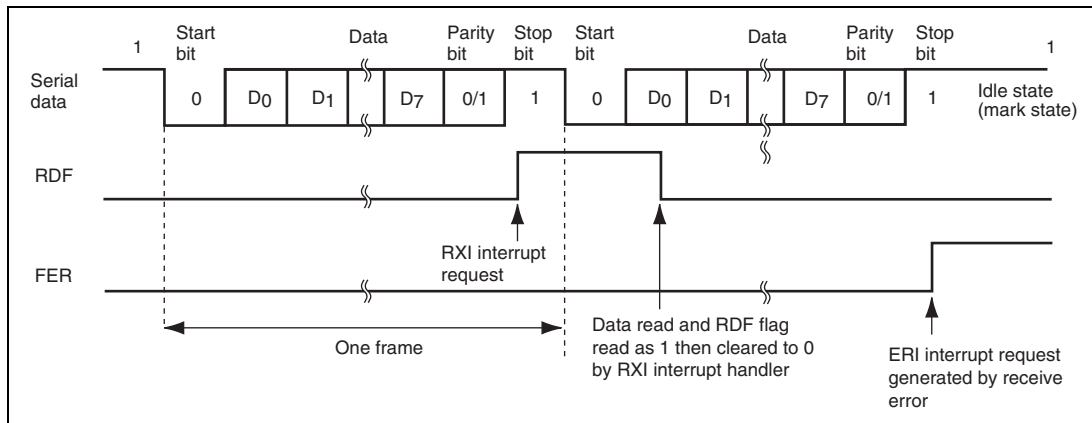 1
Start bit
Data
Parity bit
Stop bit
Start bit
Data
Parity bit
Stop bit
1
Serial data
0
D0
D1
D7
0/1
1
0
D0
D1
D7
0/1
1
Idle state
(mark state)
RDF
RXI interrupt
request
FER
One frame
Data read and RDF flag
read as 1 then cleared to 0
by RXI interrupt handler
ERI interrupt request
generated by receive
error